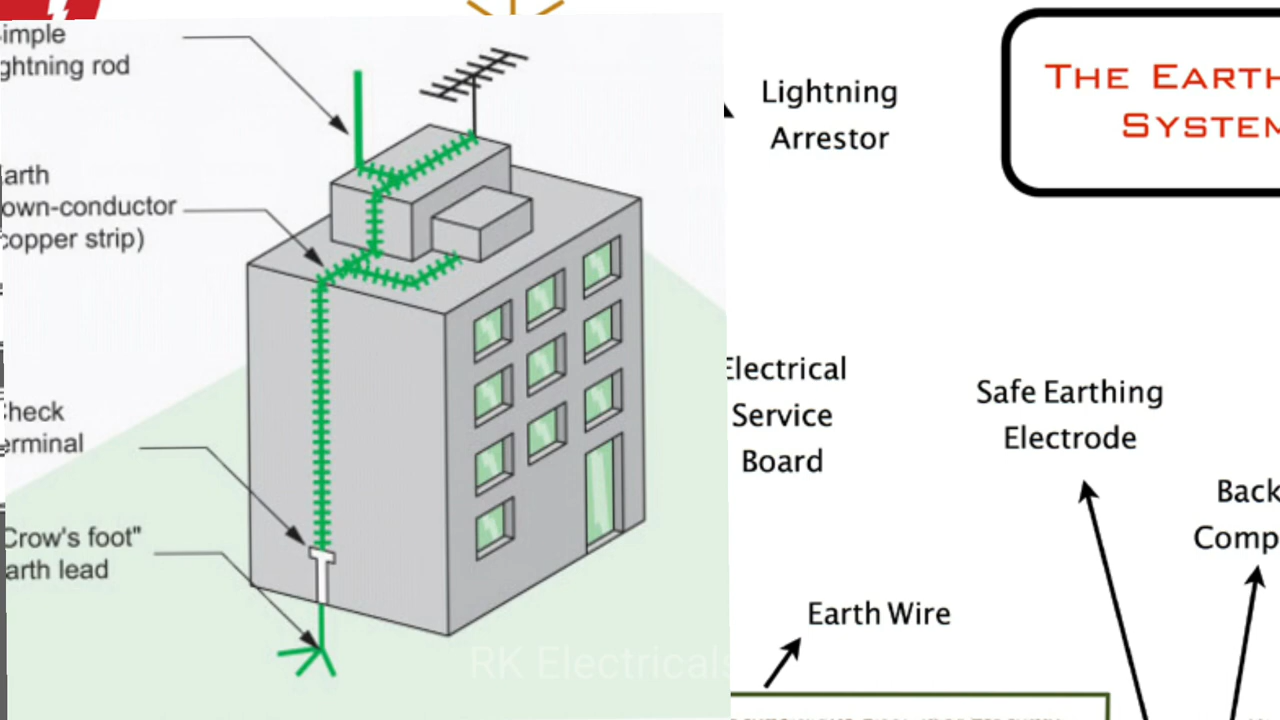 imple
ghtning rod
arth
own-conductor
copper strip)
heck
erminal
Crow's foot"
arth lead
RK Electricals
Lightning
Arrestor
THE EARTH
SYSTEM
Electrical
Service
Board
Safe Earthing
Electrode
Back
Comp
Earth Wire